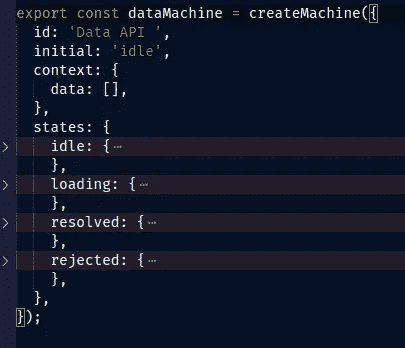 export const dataMachine = createMachine({
  id: 'Data API ',
  initial: 'idle',
  context: {
    data: [],
  },
  states: {
    idle: {⋯
    },
    loading: {⋯
    },
    resolved: {⋯
    },
    rejected: {⋯
    },
  },
});